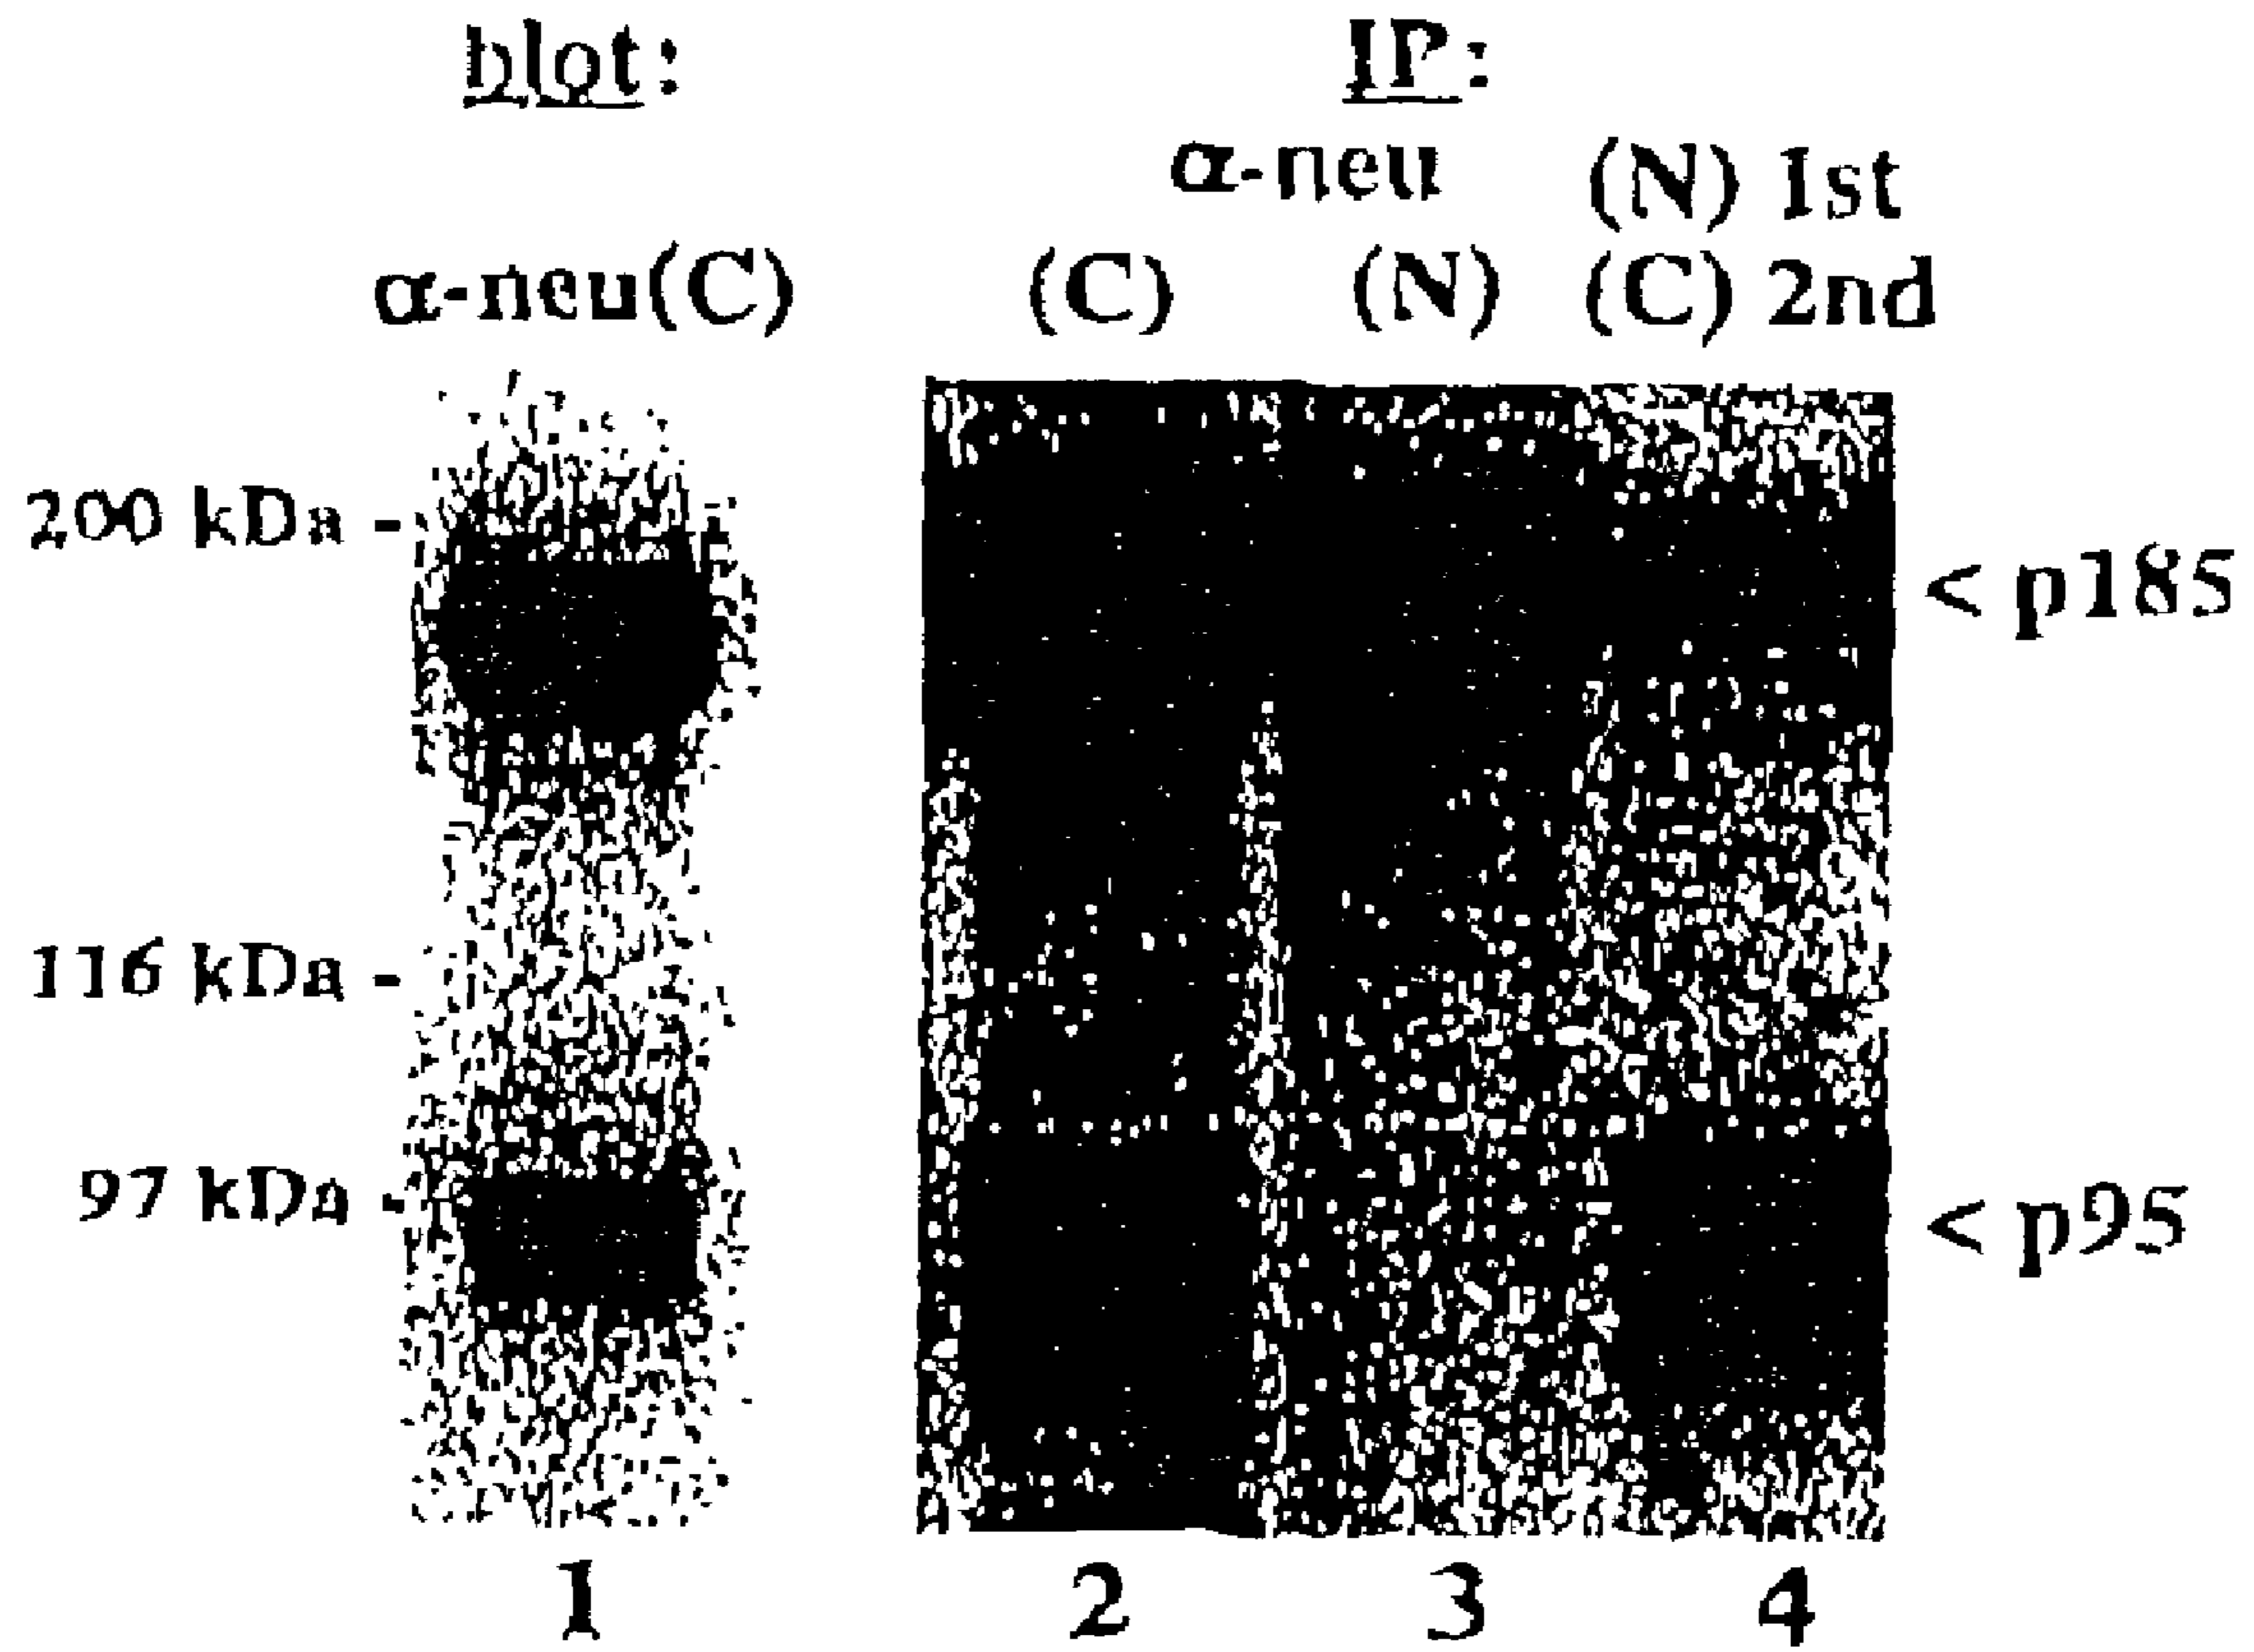 blot:
IP:
α-neu
(N) 1st
α-neu(C)
(C)
(N)
(C) 2nd
200 kDa -
< p185
116 kDa -
97 kDa -
< p95
1
2
3
4